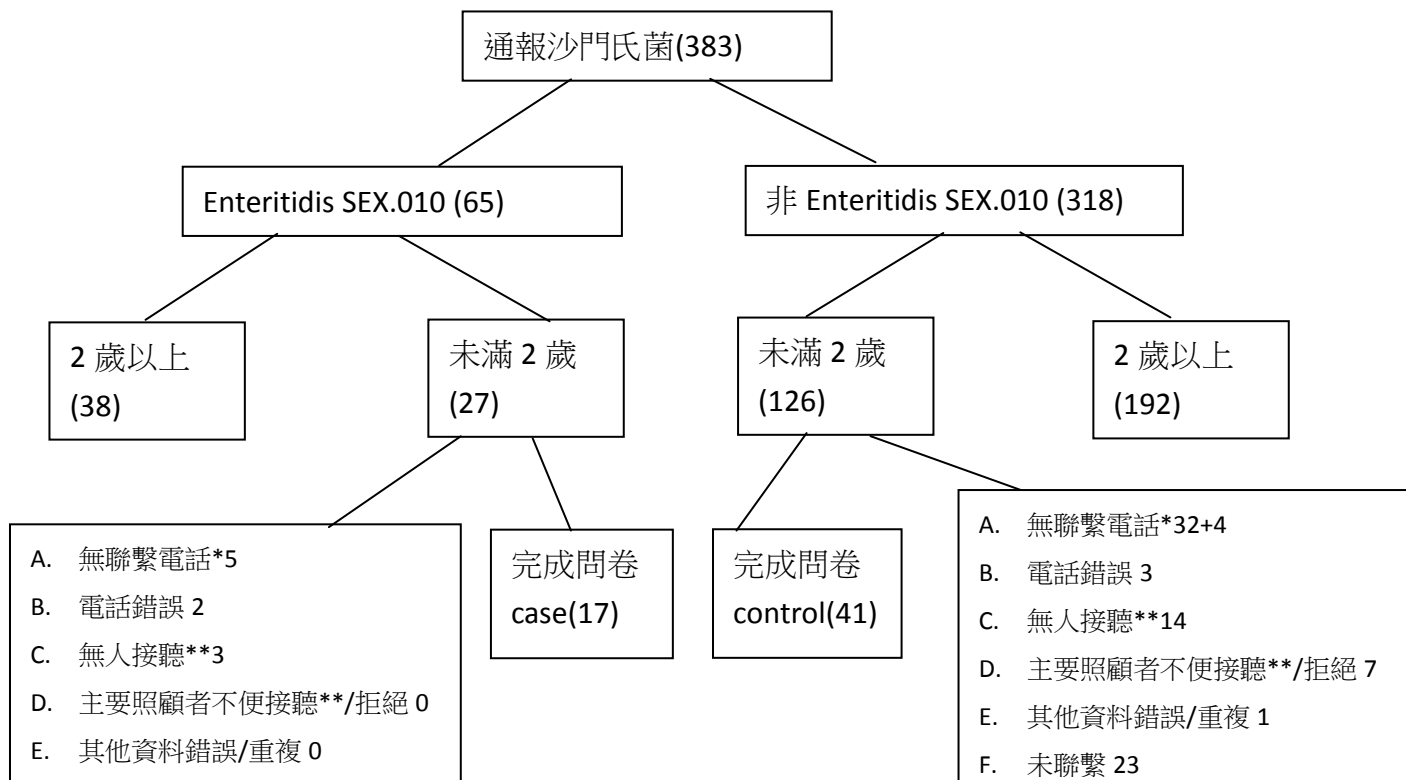 通報沙門氏菌(383)
Enteritidis SEX.010 (65)
非 Enteritidis SEX.010 (318)
2 歲以上
(38)
未滿 2 歲
(27)
未滿 2 歲
(126)
2 歲以上
(192)
A. 無聯繫電話*5
B. 電話錯誤 2
C. 無人接聽**3
D. 主要照顧者不便接聽**/拒絕 0
E. 其他資料錯誤/重複 0
完成問卷
case(17)
完成問卷
control(41)
A. 無聯繫電話*32+4
B. 電話錯誤 3
C. 無人接聽**14
D. 主要照顧者不便接聽**/拒絕 7
E. 其他資料錯誤/重複 1
F. 未聯繫 23